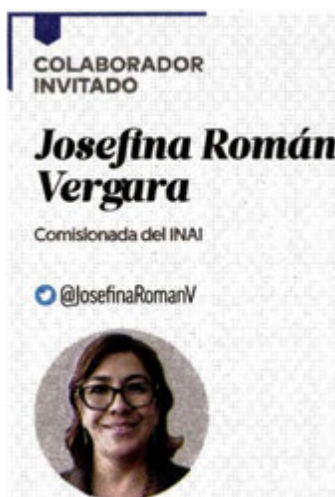 COLABORADOR
INVITADO
Josefina Román
Vergara
Comisionada del INAI
@JosefinaRomanV